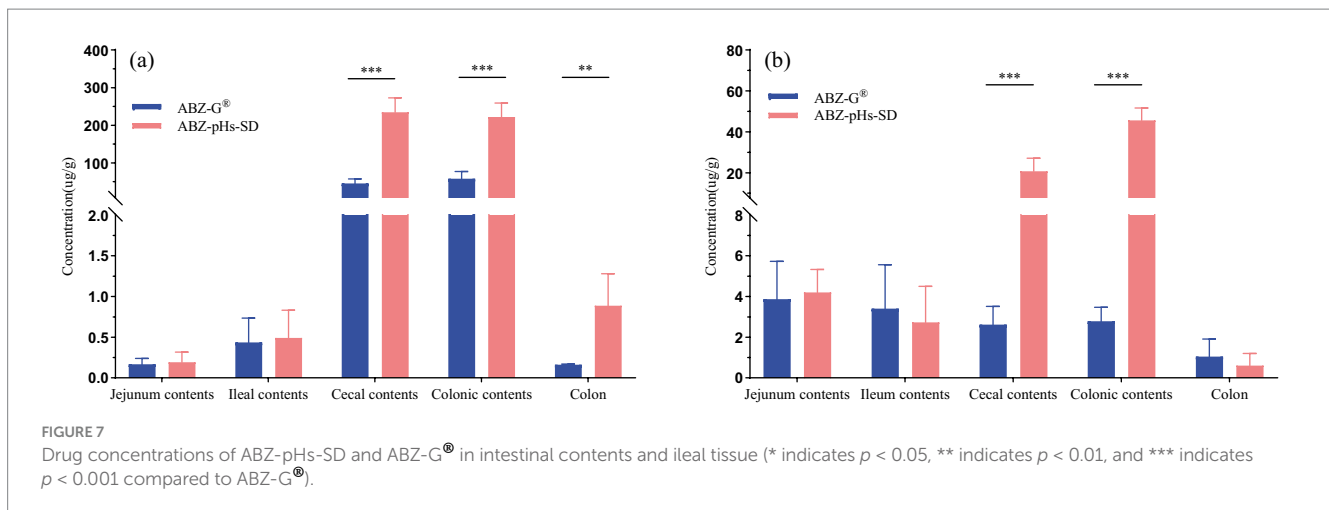 (a)
400
300
200
100
2.0
1.5
1.0
0.5
0.0
Concentration(ug/g)
ABZ-G®
ABZ-pHs-SD
***
***
**
Jejunum contents
Ileal contents
Cecal contents
Colonic contents
Colon
(b)
80
60
40
20
8
6
4
2
0
Concentration(ug/g)
ABZ-G®
ABZ-pHs-SD
***
***
Jejunum contents
Ileum contents
Cecal contents
Colonic contents
Colon
FIGURE 7
Drug concentrations of ABZ-pHs-SD and ABZ-G® in intestinal contents and ileal tissue (* indicates p < 0.05, ** indicates p < 0.01, and *** indicates
p < 0.001 compared to ABZ-G®).